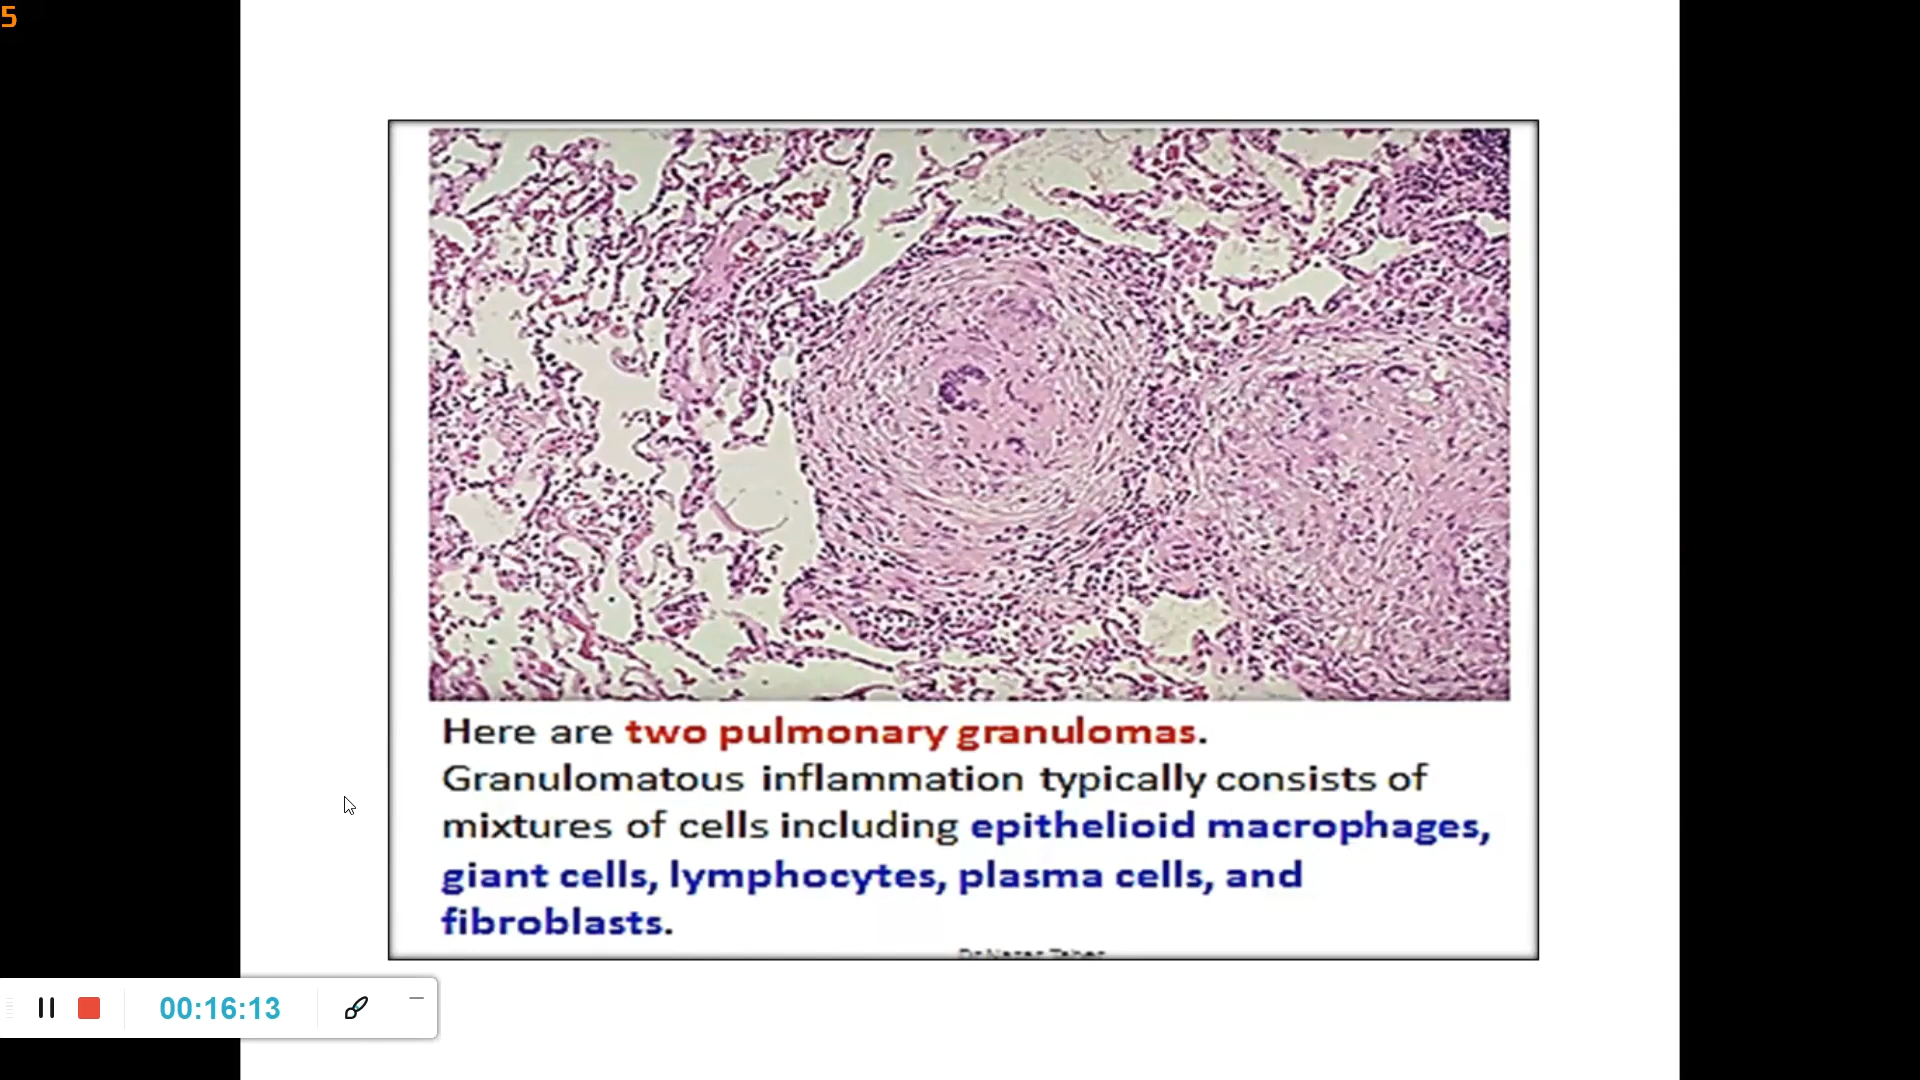 5
Here are two pulmonary granulomas.
Granulomatous inflammation typically consists of
mixtures of cells including epithelioid macrophages,
giant cells, lymphocytes, plasma cells, and
fibroblasts.
00:16:13